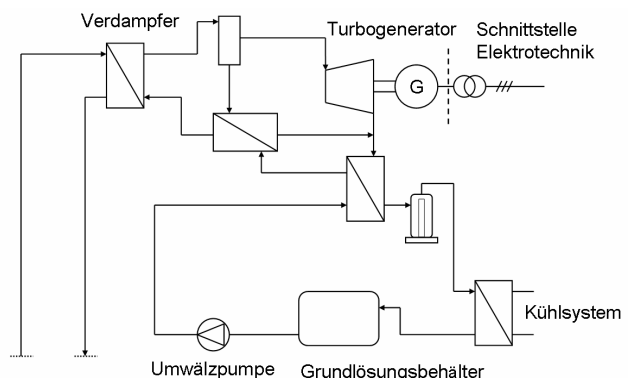 Verdampfer
Turbogenerator
Schnittstelle
Elektrotechnik
G
Kühlsystem
Umwälzpumpe
Grundlösungsbehälter